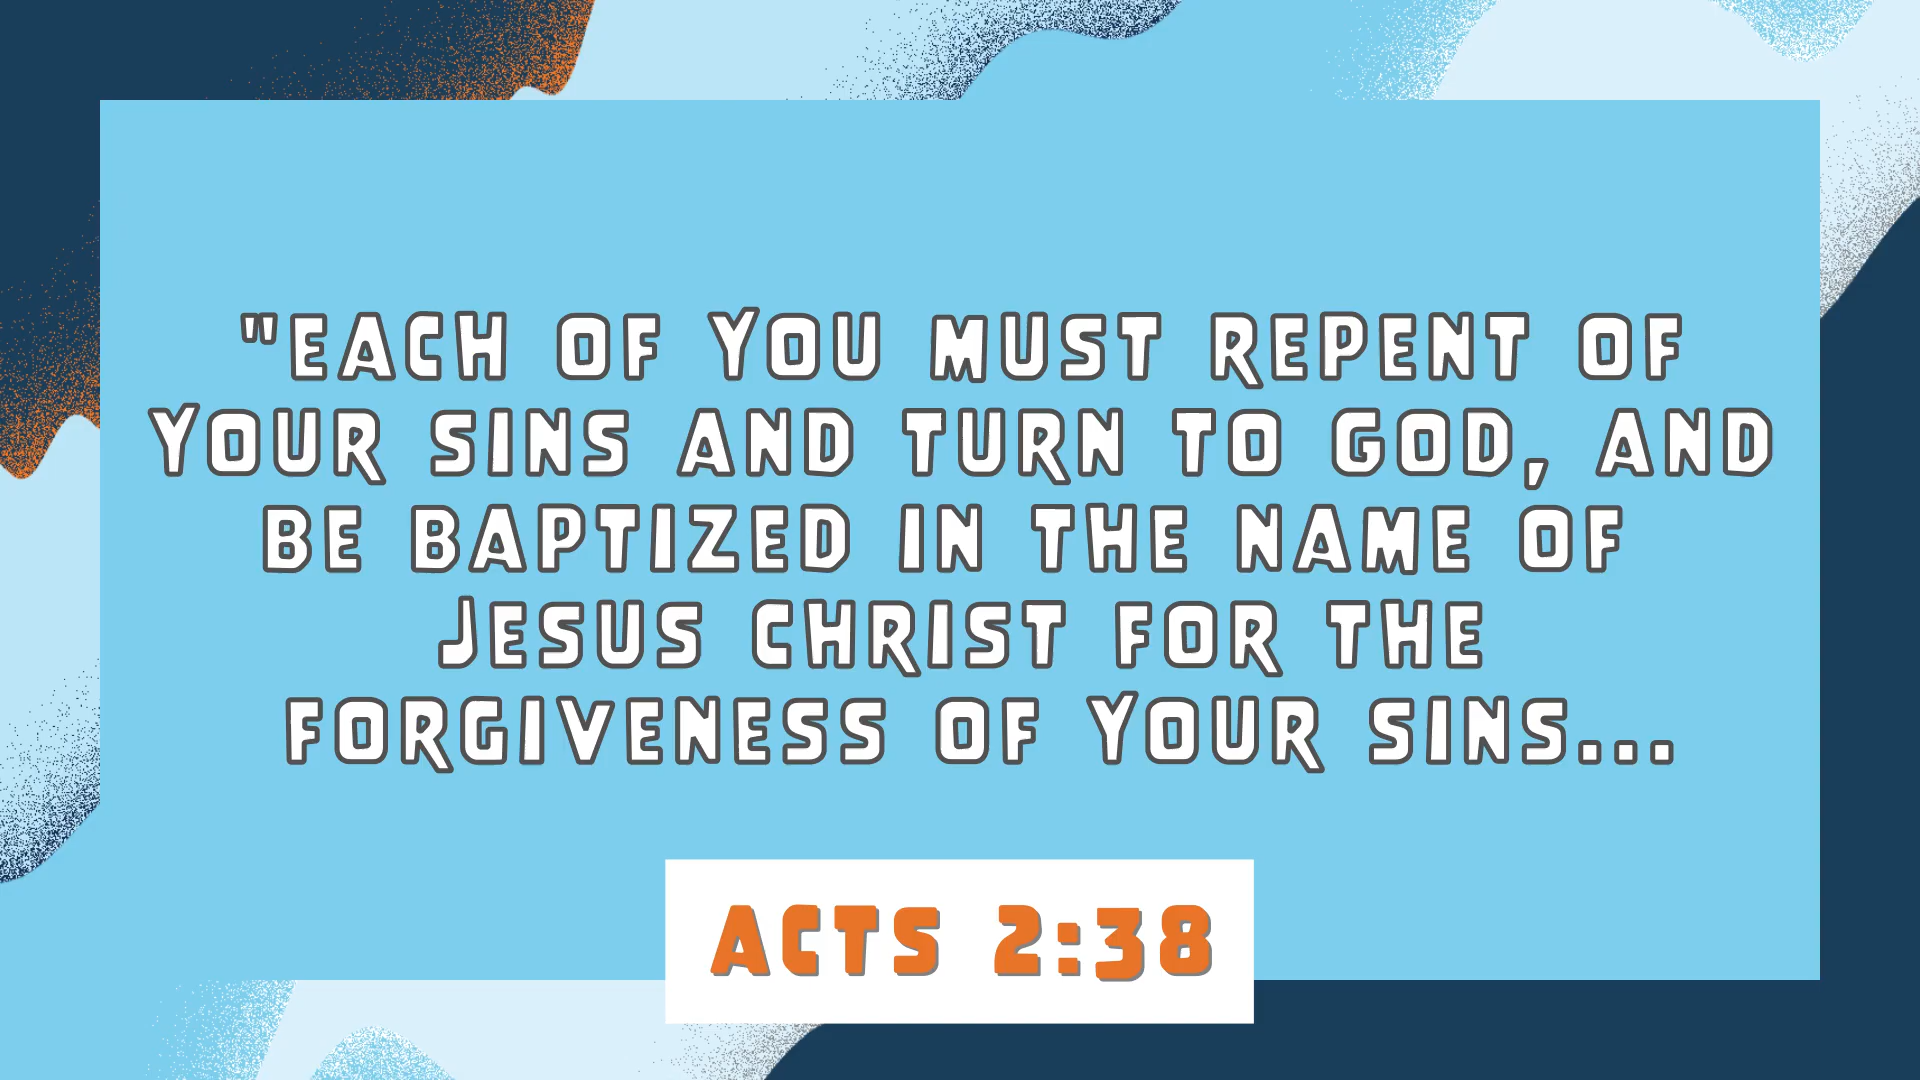 "EACH OF YOU MUST REPENT OF
YOUR SINS AND TURN TO GOD, AND
BE BAPTIZED IN THE NAME OF
JESUS CHRIST FOR THE
FORGIVENESS OF YOUR SINS...
ACTS 2:38